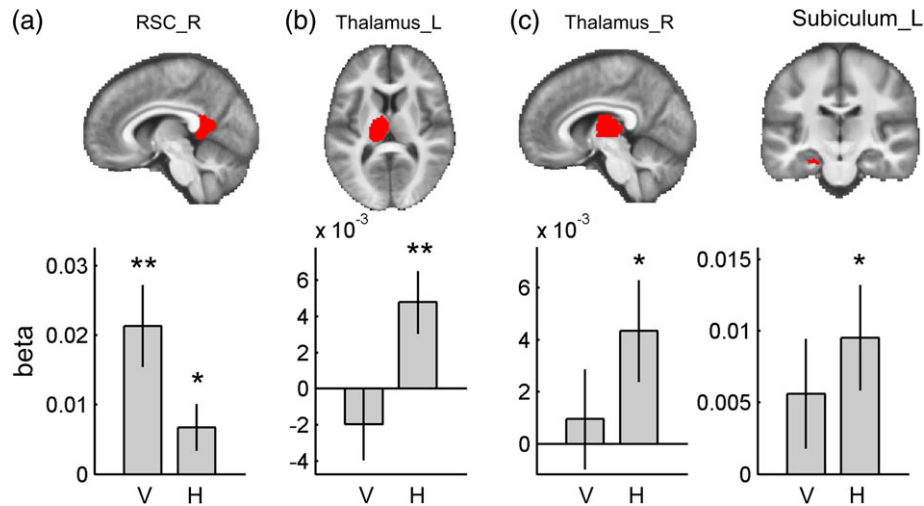 (a) RSC_R
(b) Thalamus_L
(c) Thalamus_R
Subiculum_L
beta
0.03
0.02
0.01
0
**
*
V H
x 10⁻³
6
4
2
0
-2
-4
**
V H
x 10⁻³
6
4
2
0
*
V H
0.015
0.01
0.005
0
*
V H